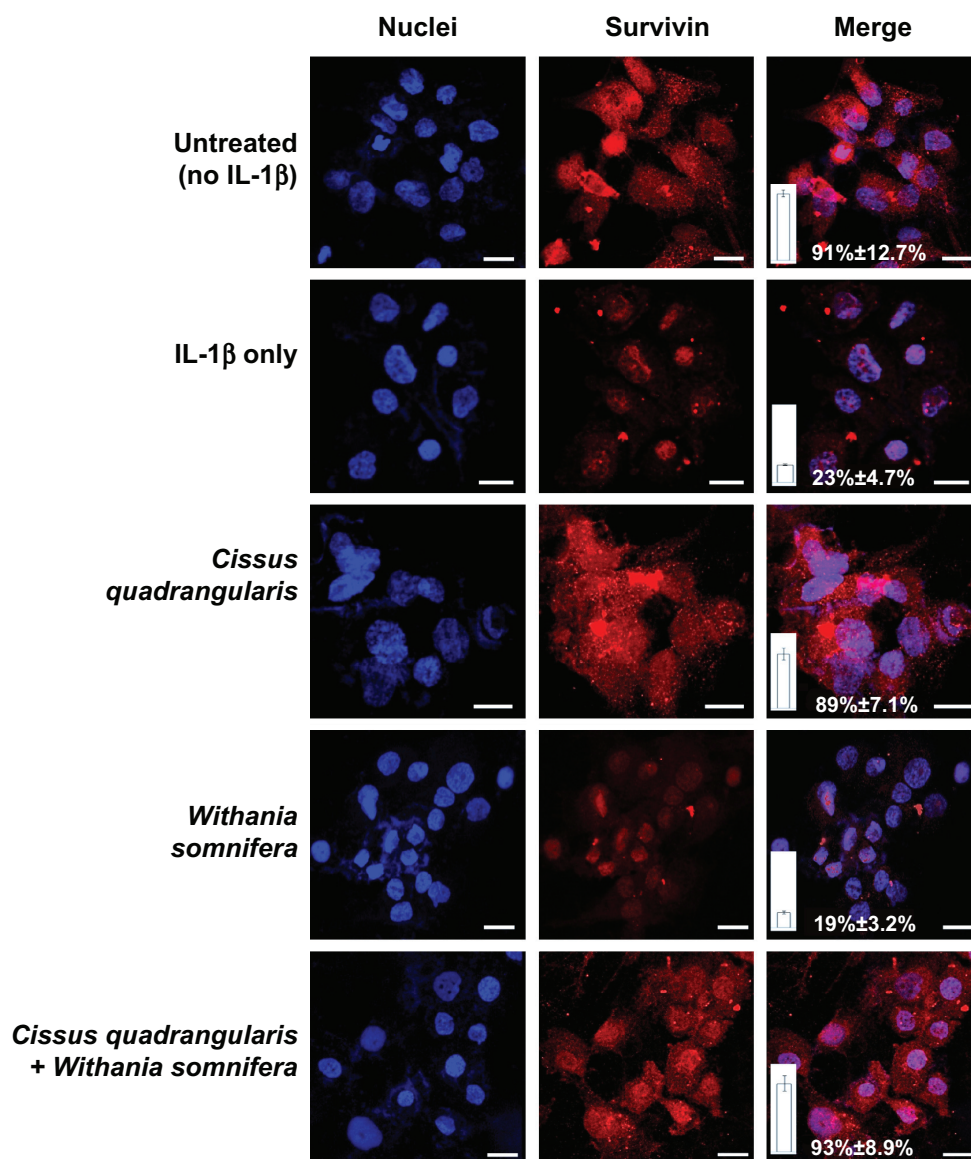 Nuclei Survivin Merge
Untreated
(no IL-1β)
91%±12.7%
IL-1β only
23%±4.7%
Cissus
quadrangularis
89%±7.1%
Withania
somnifera
19%±3.2%
Cissus quadrangularis
+ Withania somnifera
93%±8.9%